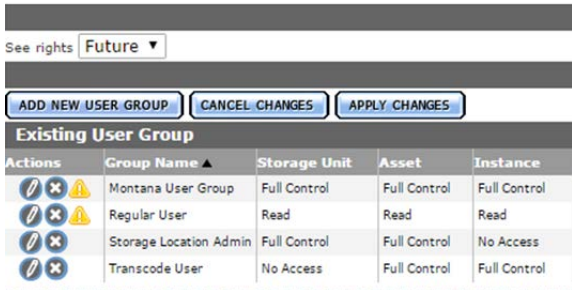 See rights Future ▼
ADD NEW USER GROUP CANCEL CHANGES APPLY CHANGES
Existing User Group
Actions Group Name ▲ Storage Unit Asset Instance
Montana User Group Full Control Full Control Full Control
Regular User Read Read Read
Storage Location Admin Full Control Full Control No Access
Transcode User No Access Full Control Full Control